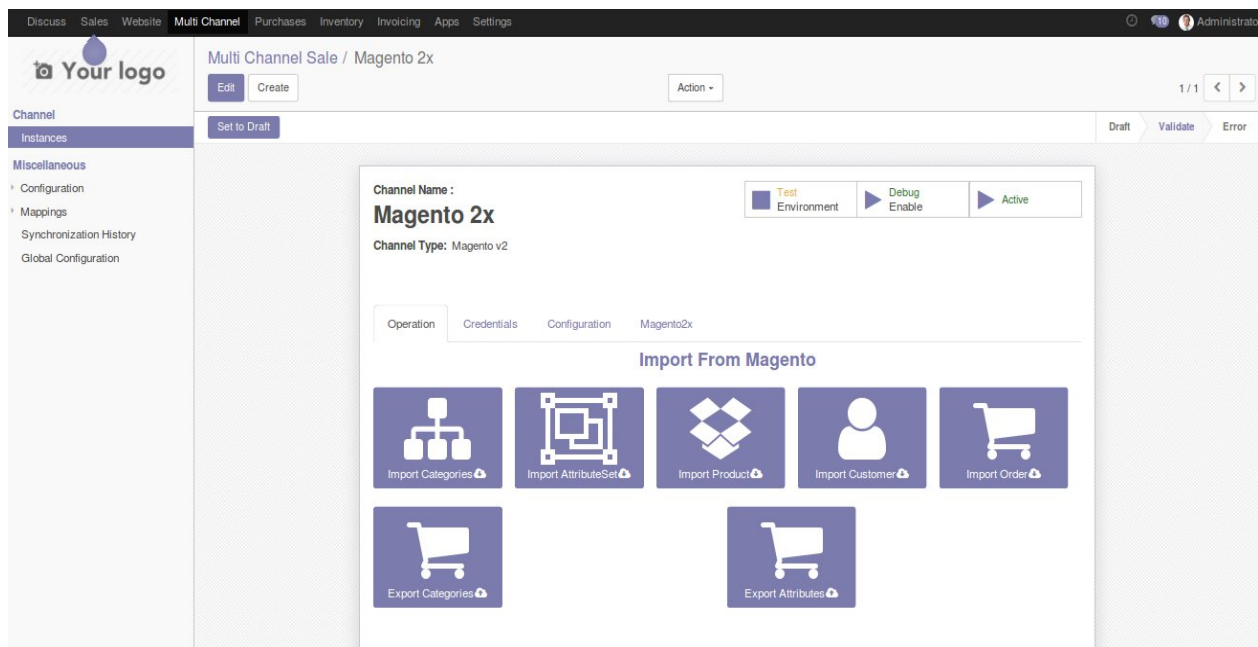 Discuss Sales Website Multi Channel Purchases Inventory Invoicing Apps Settings 10 Administrato
Your logo
Multi Channel Sale / Magento 2x
Edit Create Action 1 / 1
Channel
Instances
Set to Draft Draft Validate Error
Miscellaneous
Configuration
Mappings
Synchronization History
Global Configuration
Channel Name :
Magento 2x
Channel Type: Magento v2
Test
Environment
Debug
Enable
Active
Operation Credentials Configuration Magento2x
Import From Magento
Import Categories Import AttributeSet Import Product Import Customer Import Order
Export Categories Export Attributes